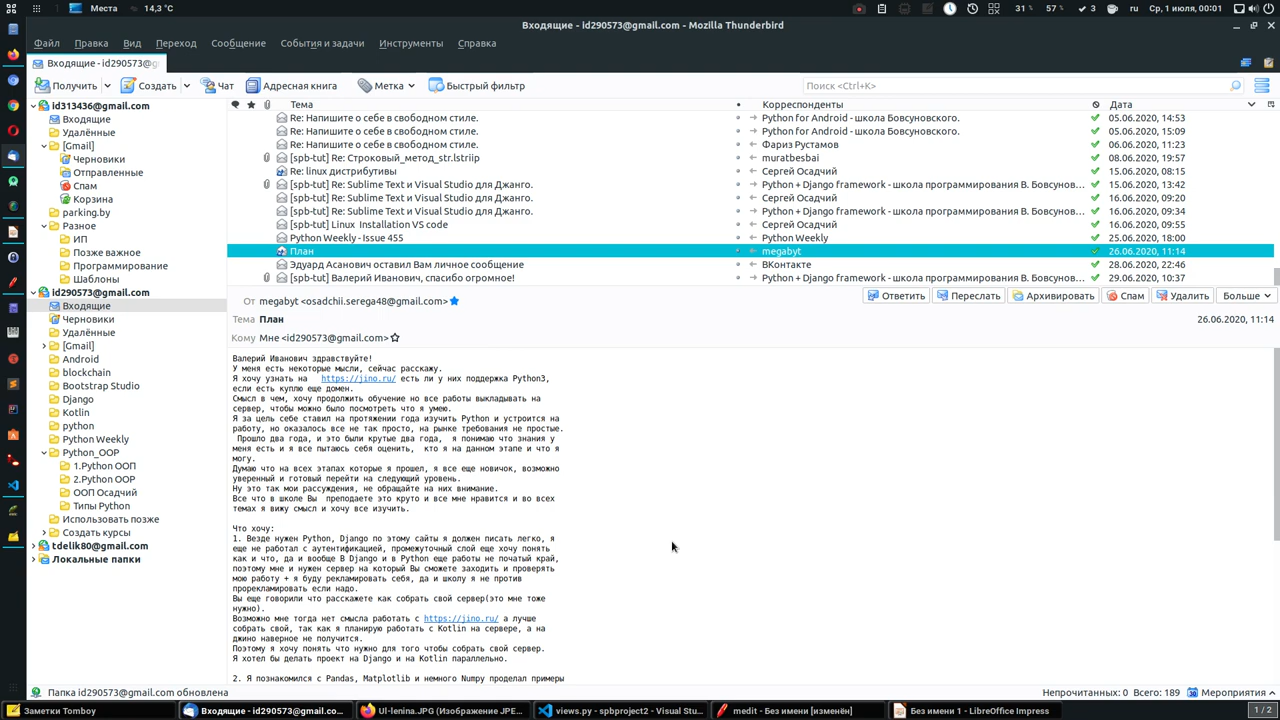 Места
14,3 °C
31 %
57 %
3
ru
Ср, 1 июля, 00:01
Входящие - id290573@gmail.com - Mozilla Thunderbird
Файл Правка Вид Переход Сообщение События и задачи Инструменты Справка
Входящие - id290573@g
Получить Создать Чат Адресная книга Метка Быстрый фильтр Поиск <Ctrl+K>
id313436@gmail.com
Входящие
Удалённые
[Gmail]
Черновики
Отправленные
Спам
Корзина
parking.by
Разное
ИП
Позже важное
Программирование
Шаблоны
id290573@gmail.com
Входящие
Черновики
Удалённые
[Gmail]
Android
blockchain
Bootstrap Studio
Django
Kotlin
python
Python Weekly
Python_OOP
1.Python ООП
2.Python OOP
ООП Осадчий
Типы Python
Использовать позже
Создать курсы
tdelik80@gmail.com
Локальные папки
Тема Корреспонденты Дата
Re: Напишите о себе в свободном стиле. Python for Android - школа Бовсуновского. 05.06.2020, 14:53
Re: Напишите о себе в свободном стиле. Python for Android - школа Бовсуновского. 05.06.2020, 15:09
Re: Напишите о себе в свободном стиле. Фариз Рустамов 06.06.2020, 11:23
[spb-tut] Re: Строковый_метод_str.lstriip muratbesbai 08.06.2020, 19:57
Re: linux дистрибутивы Сергей Осадчий 15.06.2020, 08:15
[spb-tut] Re: Sublime Text и Visual Studio для Джанго. Python + Django framework - школа программирования В. Бовсунов... 15.06.2020, 13:42
[spb-tut] Re: Sublime Text и Visual Studio для Джанго. Сергей Осадчий 16.06.2020, 09:20
[spb-tut] Re: Sublime Text и Visual Studio для Джанго. Python + Django framework - школа программирования В. Бовсунов... 16.06.2020, 09:34
[spb-tut] Linux Installation VS code Сергей Осадчий 16.06.2020, 09:55
Python Weekly - Issue 455 Python Weekly 25.06.2020, 18:00
План megabyt 26.06.2020, 11:14
Эдуард Асанович оставил Вам личное сообщение ВКонтакте 28.06.2020, 22:46
[spb-tut] Валерий Иванович, спасибо огромные! Python + Django framework - школа программирования В. Бовсунов... 29.06.2020, 10:37
От megabyt <osadchii.serega48@gmail.com>
Ответить Переслать Архивировать Спам Удалить Больше
Тема План 26.06.2020, 11:14
Кому Мне <id290573@gmail.com>
Валерий Иванович здравствуйте!
У меня есть некоторые мысли, сейчас расскажу.
Я хочу узнать на https://jino.ru/ есть ли у них поддержка Python3,
если есть куплю еще домен.
Смысл в чем, хочу продолжить обучение но все работы выкладывать на
сервер, чтобы можно было посмотреть что я умею.
Я за цель себе ставил на протяжении года изучить Python и устроится на
работу, но оказалось все не так просто, на рынке требования не простые.
Прошло два года, и это были крутые два года, я понимаю что знания у
меня есть и я все пытаюсь себя оценить, кто я на данном этапе и что я
могу.
Думаю что на всех этапах которые я прошел, я все еще новичок, возможно
уверенный и готовый перейти на следующий уровень.
Ну это так мои рассуждения, не обращайте на них внимание.
Все что в школе Вы преподаете это круто и все мне нравится и во всех
темах я вижу смысл и хочу все изучить.
Что хочу:
1. Везде нужен Python, Django по этому сайты я должен писать легко, я
еще не работал с аутентификацией, промежуточный слой еще хочу понять
как и что, да и вообще В Django и в Python еще работы не початый край,
поэтому мне и нужен сервер на который Вы сможете заходить и проверять
мою работу + я буду рекламировать себя, да и школу я не против
прорекламировать если надо.
Вы еще говорили что расскажете как собрать свой сервер(это мне тоже
нужно).
Возможно мне тогда нет смысла работать с https://jino.ru/ а лучше
собрать свой, так как я планирую работать с Kotlin на сервере, а на
джино наверное не получится.
Поэтому я хочу понять что нужно для того чтобы собрать свой сервер.
Я хотел бы делать проект на Django и на Kotlin параллельно.
2. Я познакомился с Pandas, Matplotlib и немного Numpy проделал примеры
Папка id290573@gmail.com обновлена
Непрочитанных: 0 Всего: 189 Мероприятия
Заметки Tomboy
Входящие - id290573@gmail.co...
Ul-lenina.JPG (Изображение JPE...
views.py - spbproject2 - Visual Stu...
medit - Без имени [изменён]
Без имени 1 - LibreOffice Impress
1 / 2